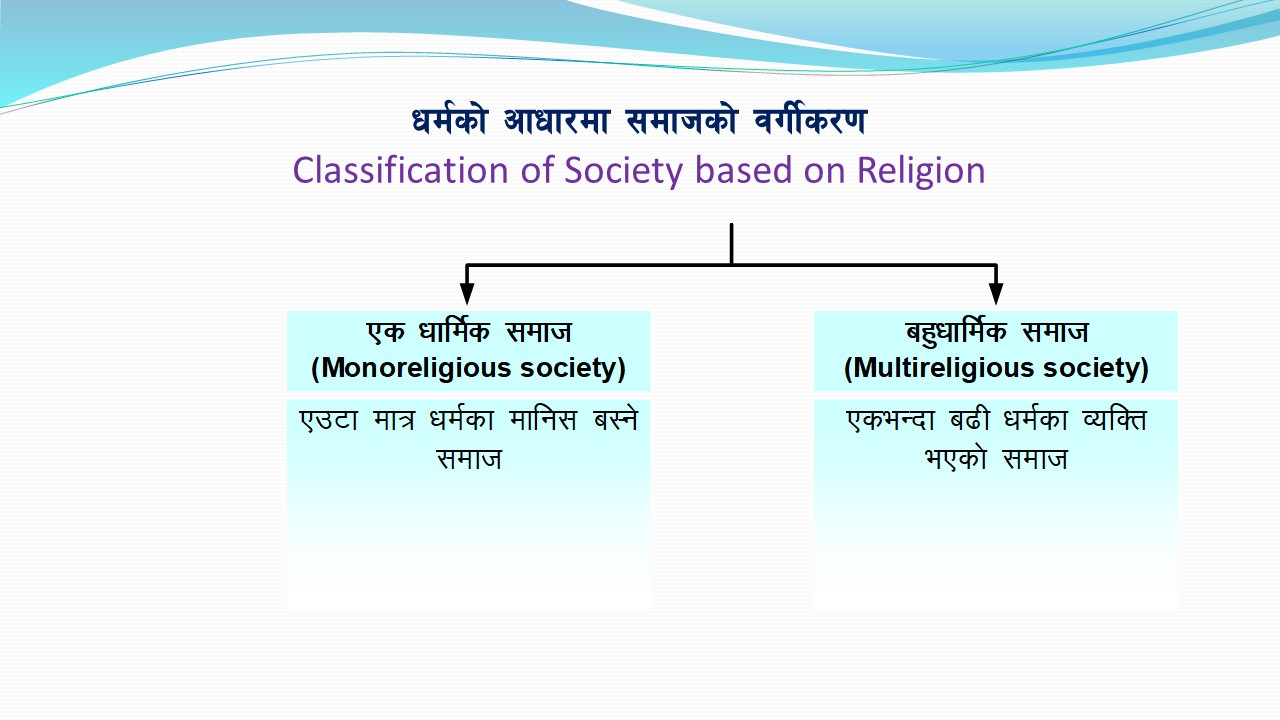 धर्मको आधारमा समाजको वर्गीकरण
Classification of Society based on Religion
एक धार्मिक समाज
(Monoreligious society)
एउटा मात्र धर्मका मानिस बस्ने
समाज
बहुधार्मिक समाज
(Multireligious society)
एकभन्दा बढी धर्मका व्यक्ति
भएको समाज